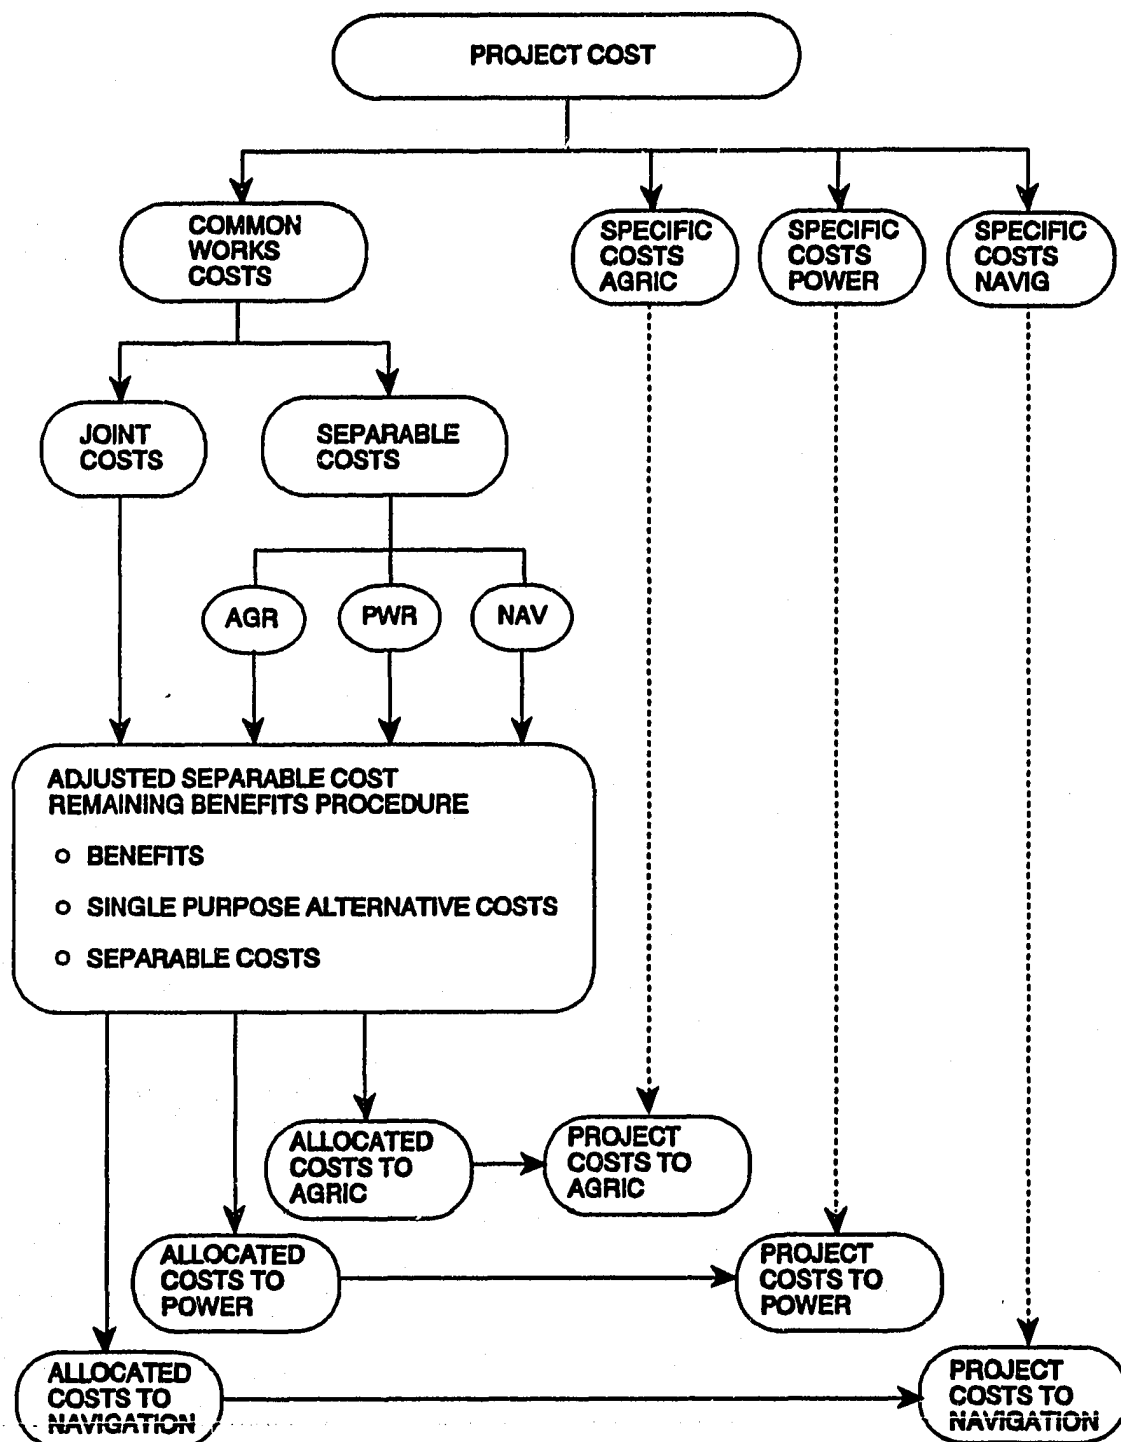 PROJECT COST
COMMON
WORKS
COSTS
SPECIFIC
COSTS
AGRIC
SPECIFIC
COSTS
POWER
SPECIFIC
COSTS
NAVIG
JOINT
COSTS
SEPARABLE
COSTS
AGR
PWR
NAV
ADJUSTED SEPARABLE COST
REMAINING BENEFITS PROCEDURE
o BENEFITS
o SINGLE PURPOSE ALTERNATIVE COSTS
o SEPARABLE COSTS
ALLOCATED
COSTS TO
AGRIC
PROJECT
COSTS TO
AGRIC
ALLOCATED
COSTS TO
POWER
PROJECT
COSTS TO
POWER
ALLOCATED
COSTS TO
NAVIGATION
PROJECT
COSTS TO
NAVIGATION